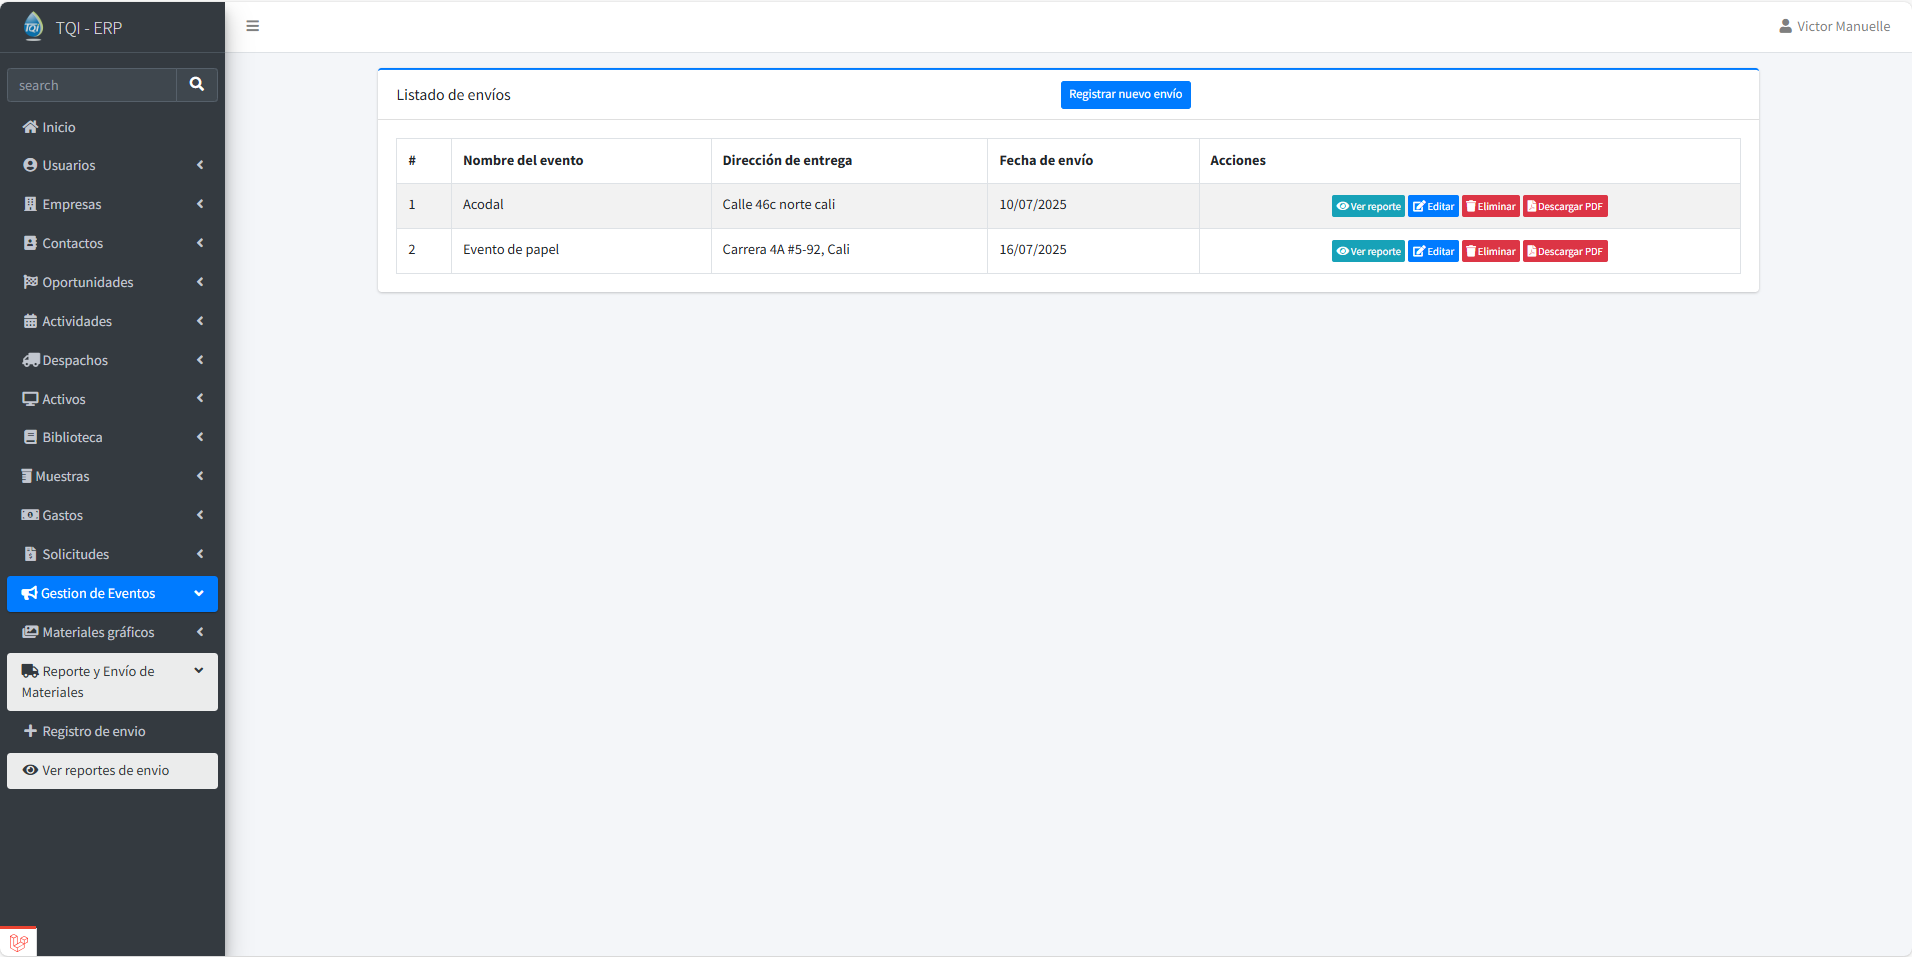 TQI - ERP
Victor Manuelle
search
Inicio
Usuarios
Empresas
Contactos
Oportunidades
Actividades
Despachos
Activos
Biblioteca
Muestras
Gastos
Solicitudes
Gestion de Eventos
Materiales gráficos
Reporte y Envío de
Materiales
Registro de envio
Ver reportes de envio
Listado de envíos
Registrar nuevo envío
# Nombre del evento Dirección de entrega Fecha de envío Acciones
1 Acodal Calle 46c norte cali 10/07/2025 Ver reporte Editar Eliminar Descargar PDF
2 Evento de papel Carrera 4A #5-92, Cali 16/07/2025 Ver reporte Editar Eliminar Descargar PDF